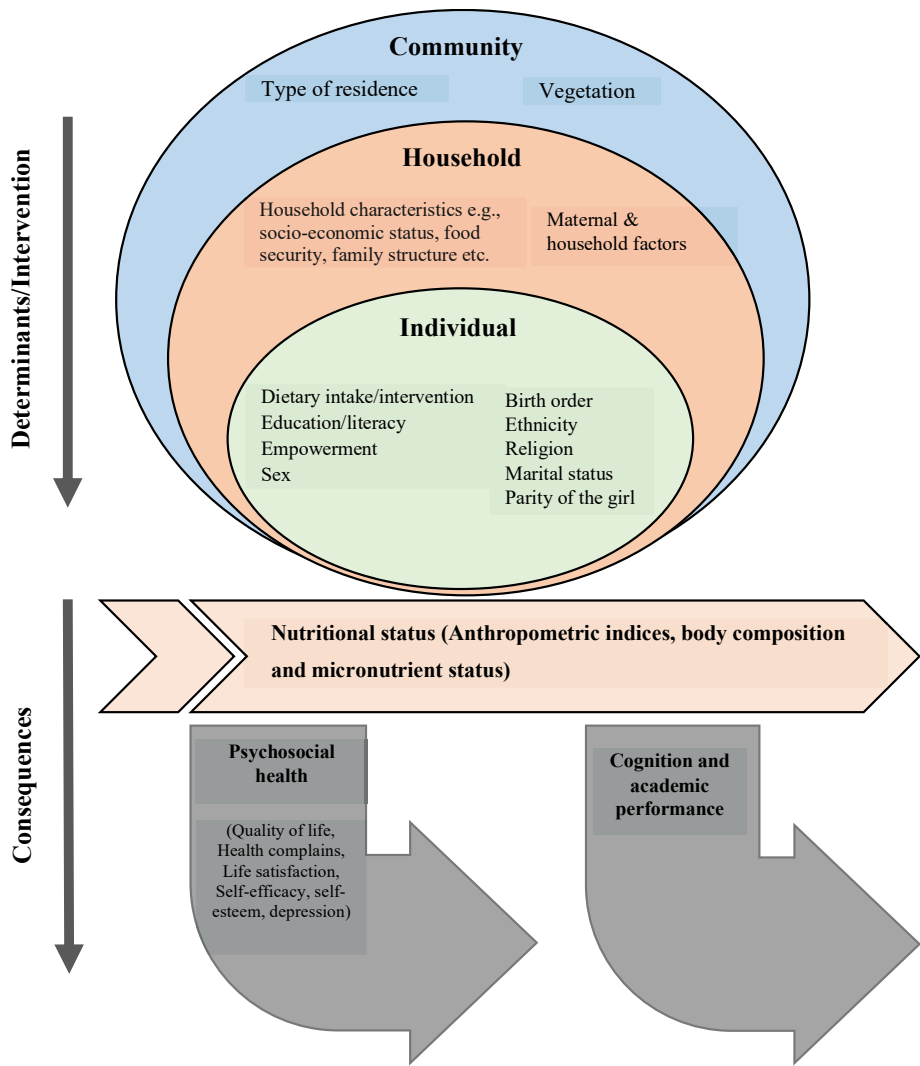 Community
Type of residence
Vegetation
Household
Household characteristics e.g.,
socio-economic status, food
security, family structure etc.
Maternal &
household factors
Individual
Dietary intake/intervention
Education/literacy
Empowerment
Sex
Birth order
Ethnicity
Religion
Marital status
Parity of the girl
Determinants/Intervention
Nutritional status (Anthropometric indices, body composition
and micronutrient status)
Consequences
Psychosocial
health
(Quality of life,
Health complains,
Life satisfaction,
Self-efficacy, self-
esteem, depression)
Cognition and
academic
performance